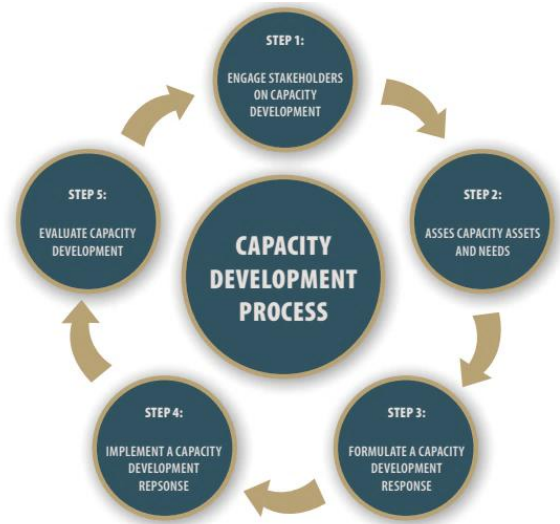 STEP 1:
ENGAGE STAKEHOLDERS
ON CAPACITY
DEVELOPMENT
STEP 2:
ASSES CAPACITY ASSETS
AND NEEDS
STEP 3:
FORMULATE A CAPACITY
DEVELOPMENT
RESPONSE
STEP 4:
IMPLEMENT A CAPACITY
DEVELOPMENT
REPSONSE
STEP 5:
EVALUATE CAPACITY
DEVELOPMENT
CAPACITY
DEVELOPMENT
PROCESS